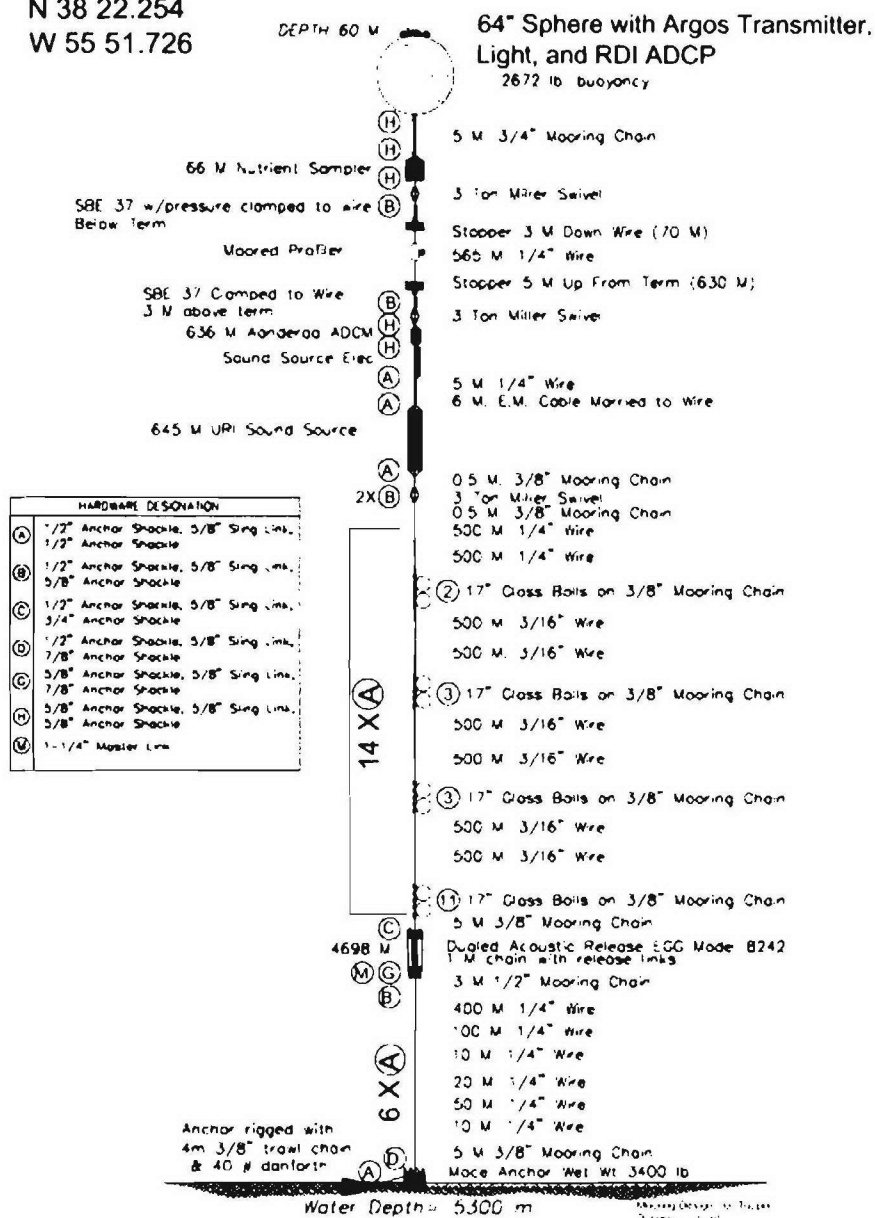 N 38 22.254
W 55 51.726
DEPTH 60 M
64" Sphere with Argos Transmitter,
Light, and RDI ADCP
2672 lb buoyancy
H
5 M 3/4" Mooring Chain
H
66 M Nutrient Sampler
H
3 Ton Miller Swivel
SBE 37 w/pressure clamped to wire
Below Term
B
Stopper 3 M Down Wire (70 M)
Moored Profiler
565 M 1/4" Wire
Stopper 5 M Up From Term (630 M)
SBE 37 Clamped to Wire
3 M above term
B
3 Ton Miller Swivel
636 M Aanderaa ADCM
H
Sound Source Elec
H
A
5 M 1/4" Wire
6 M. E.M. Cable Married to Wire
A
645 M URI Sound Source
A
0.5 M. 3/8" Mooring Chain
2X B
3 Ton Miller Swivel
0.5 M 3/8" Mooring Chain
500 M 1/4" Wire
500 M 1/4" Wire
HARDWARE DESIGNATION
A 1/2" Anchor Shackle, 5/8" Sling Link,
1/2" Anchor Shackle
B 1/2" Anchor Shackle, 5/8" Sling Link,
5/8" Anchor Shackle
C 1/2" Anchor Shackle, 5/8" Sling Link,
3/4" Anchor Shackle
D 1/2" Anchor Shackle, 5/8" Sling Link,
7/8" Anchor Shackle
G 5/8" Anchor Shackle, 5/8" Sling Link,
7/8" Anchor Shackle
H 5/8" Anchor Shackle, 5/8" Sling Link,
5/8" Anchor Shackle
M 1-1/4" Master Link
14 X A
2 17" Glass Balls on 3/8" Mooring Chain
500 M 3/16" Wire
500 M. 3/16" Wire
3 17" Glass Balls on 3/8" Mooring Chain
500 M 3/16" Wire
500 M 3/16" Wire
3 17" Glass Balls on 3/8" Mooring Chain
500 M 3/16" Wire
500 M 3/16" Wire
11 17" Glass Balls on 3/8" Mooring Chain
5 M 3/8" Mooring Chain
C
4698 M
Dualed Acoustic Release EGG Model 8242
1 M chain with release links
M G
3 M 1/2" Mooring Chain
B
400 M 1/4" Wire
100 M 1/4" Wire
10 M 1/4" Wire
20 M 1/4" Wire
50 M 1/4" Wire
10 M 1/4" Wire
6 X A
Anchor rigged with
4m 3/8" trawl chain
& 40 # danforth
D
5 M 3/8" Mooring Chain
A
Mace Anchor Wet Wt 3400 lb
Water Depth = 5300 m
Mooring Design